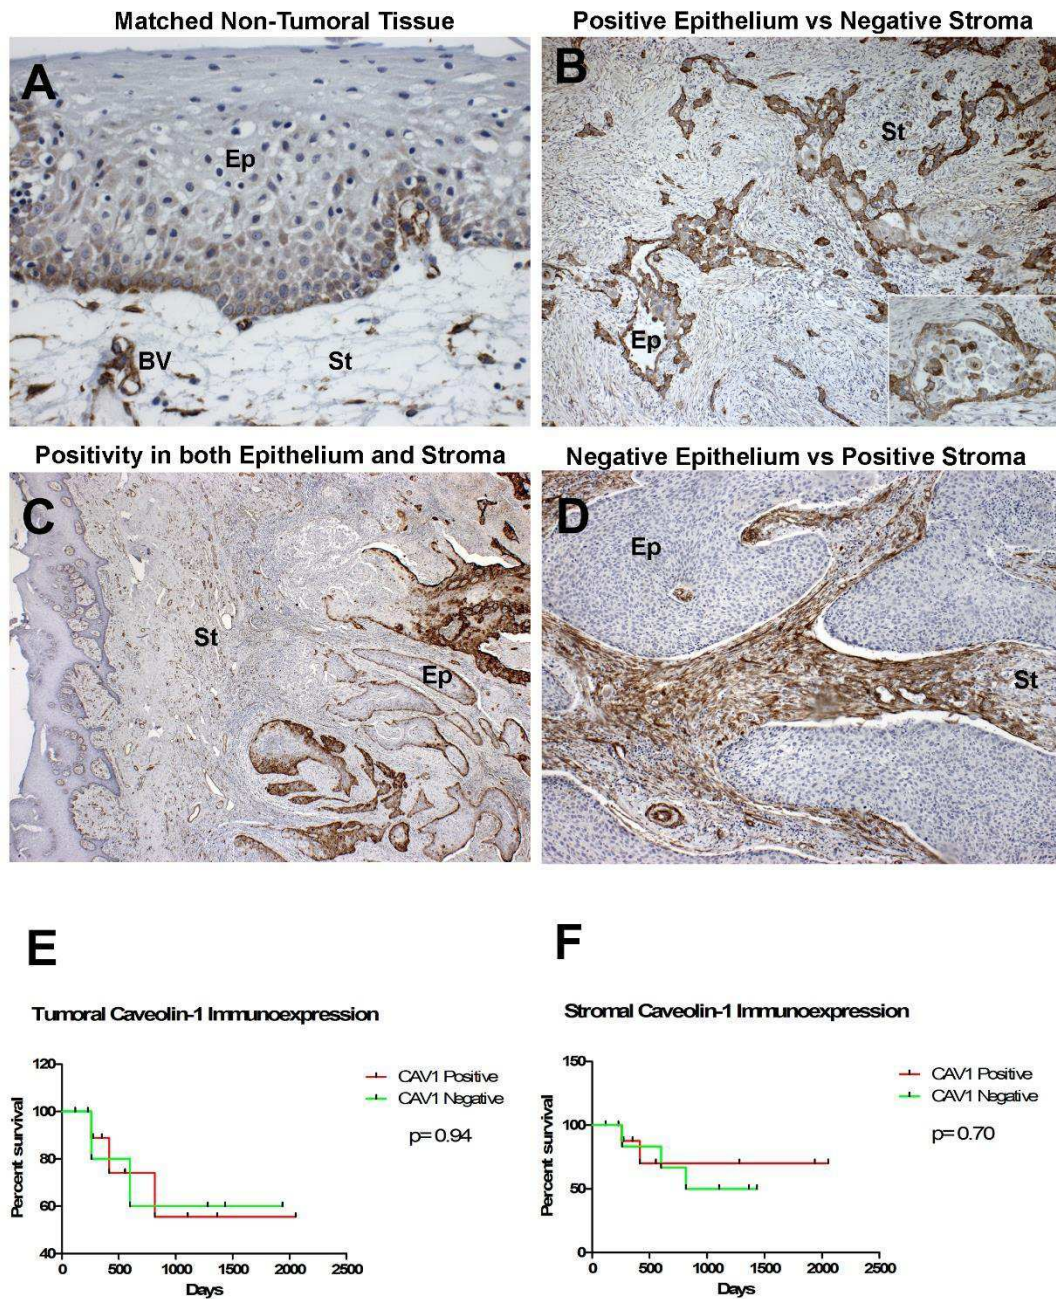 Matched Non-Tumoral Tissue
Positive Epithelium vs Negative Stroma
A
Ep
BV
St
B
St
Ep
Positivity in both Epithelium and Stroma
Negative Epithelium vs Positive Stroma
C
St
Ep
D
Ep
St
E
F
Tumoral Caveolin-1 Immunoexpression
Stromal Caveolin-1 Immunoexpression
120
100
80
60
40
Percent survival
0 500 1000 1500 2000 2500
Days
CAV1 Positive
CAV1 Negative
p= 0.94
150
100
50
0
Percent survival
0 500 1000 1500 2000 2500
Days
CAV1 Positive
CAV1 Negative
p= 0.70